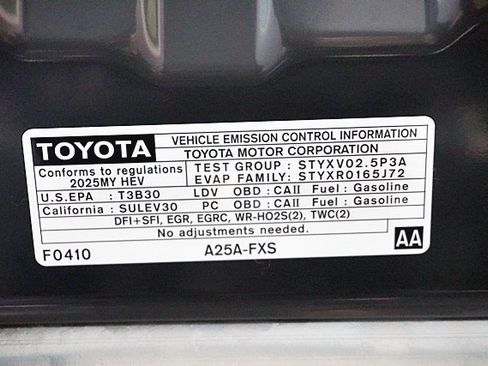 TOYOTA VEHICLE EMISSION CONTROL INFORMATION
TOYOTA MOTOR CORPORATION
Conforms to regulations TEST GROUP : STYXV02.5P3A
2025MY HEV EVAP FAMILY: STYXR0165J72
U.S.EPA : T3B30 LDV OBD : CAII Fuel : Gasoline
California : SULEV30 PC OBD : CAII Fuel : Gasoline
DFI+SFI, EGR, EGRC, WR-HO2S(2), TWC(2)
No adjustments needed.
F0410 A25A-FXS AA